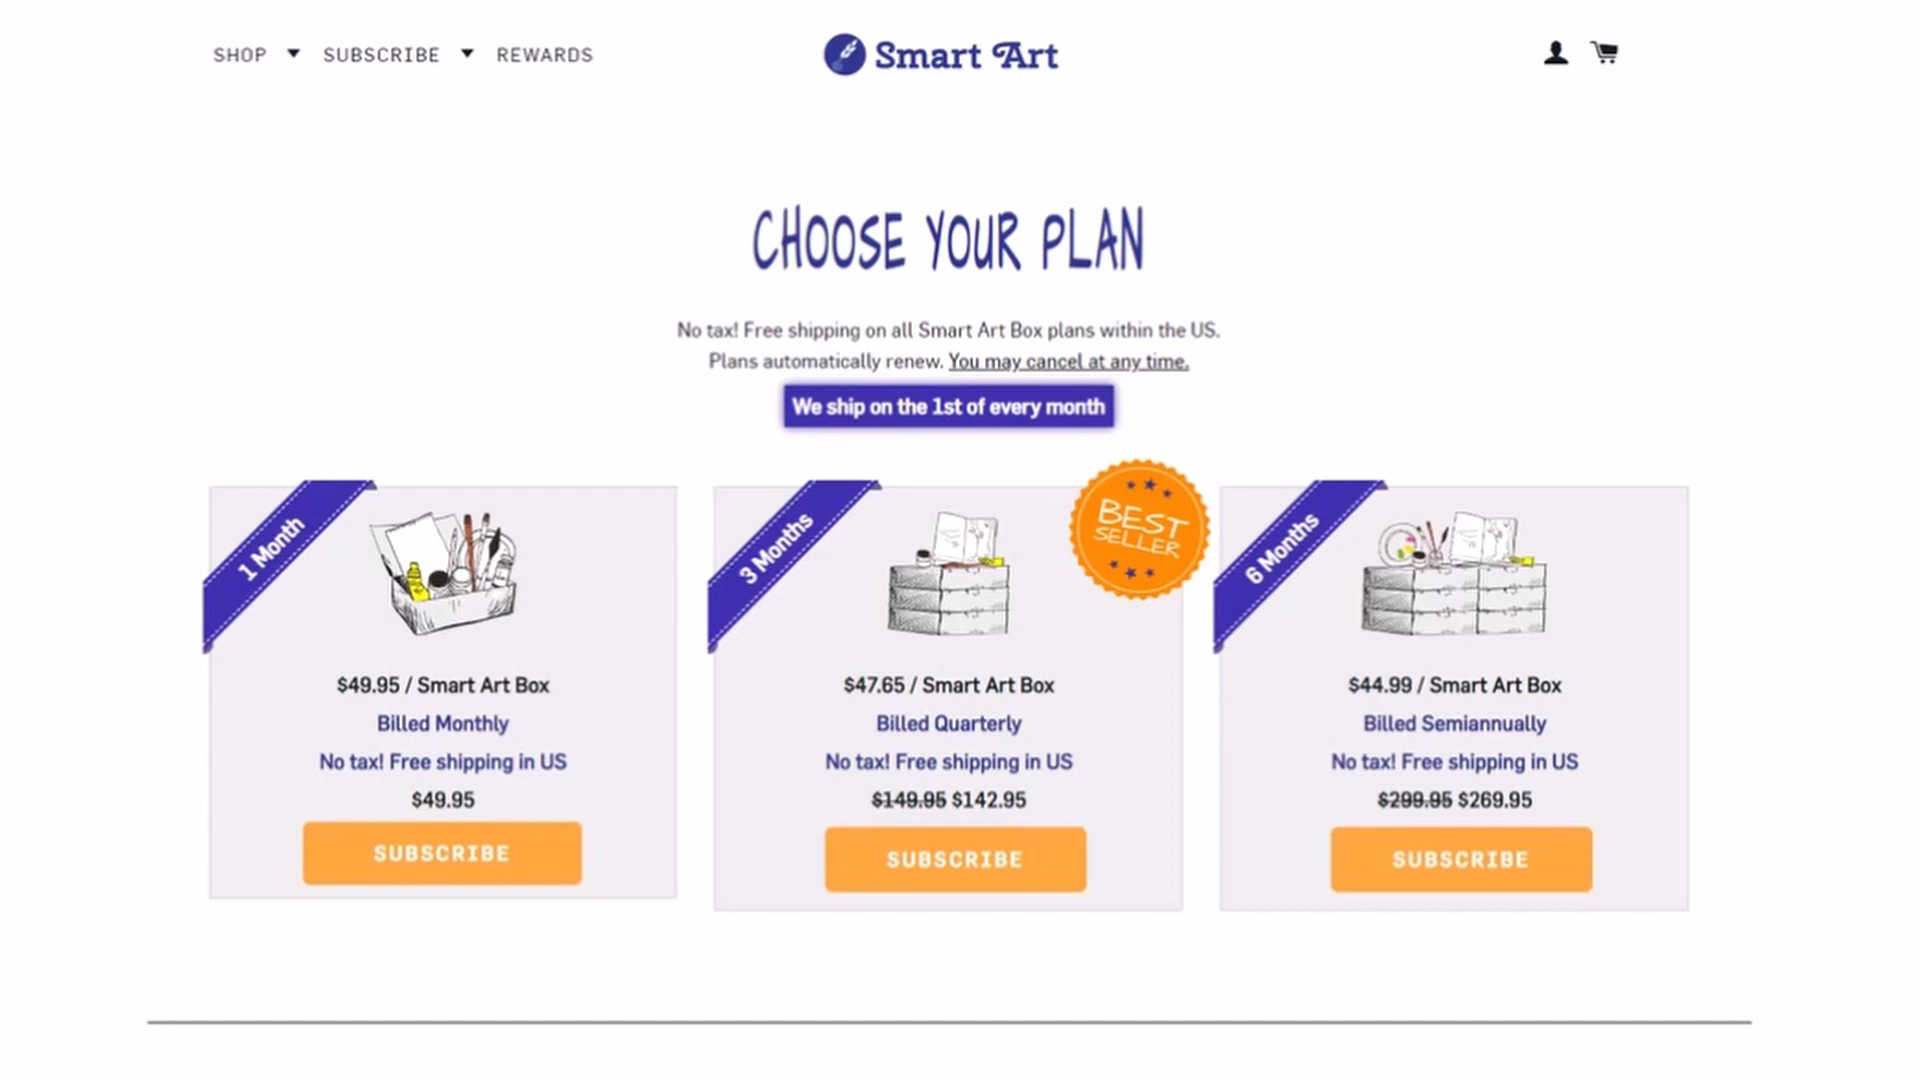 SHOP SUBSCRIBE REWARDS
Smart Art
CHOOSE YOUR PLAN
No tax! Free shipping on all Smart Art Box plans within the US.
Plans automatically renew. You may cancel at any time.
We ship on the 1st of every month
1 Month
$49.95 / Smart Art Box
Billed Monthly
No tax! Free shipping in US
$49.95
SUBSCRIBE
3 Months
BEST
SELLER
$47.65 / Smart Art Box
Billed Quarterly
No tax! Free shipping in US
$149.95 $142.95
SUBSCRIBE
6 Months
$44.99 / Smart Art Box
Billed Semiannually
No tax! Free shipping in US
$299.95 $269.95
SUBSCRIBE